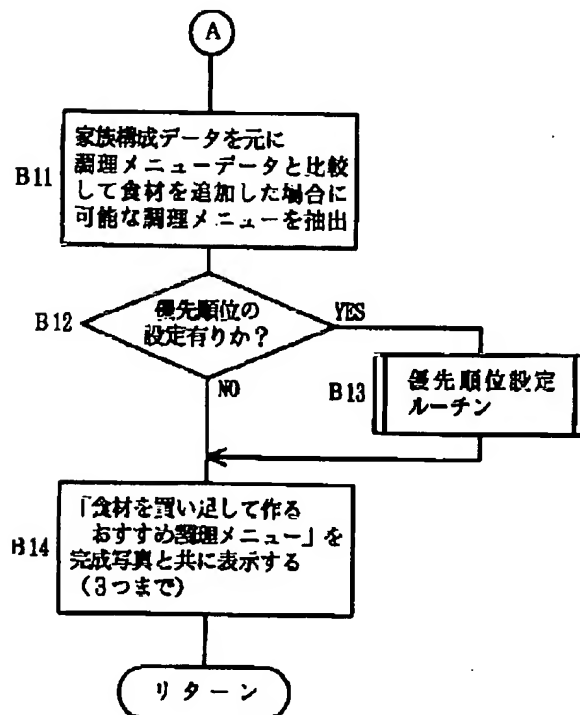 A
家族構成データを元に
B11
調理メニューデータと比較
して食材を追加した場合に
可能な調理メニューを抽出
優先順位の
B12
設定有りか？
YES
NO
B13
優先順位設定
ルーチン
「食材を買い足して作る
おすすめ調理メニュー」を
B14
完成写真と共に表示する
（3つまで）
リターン